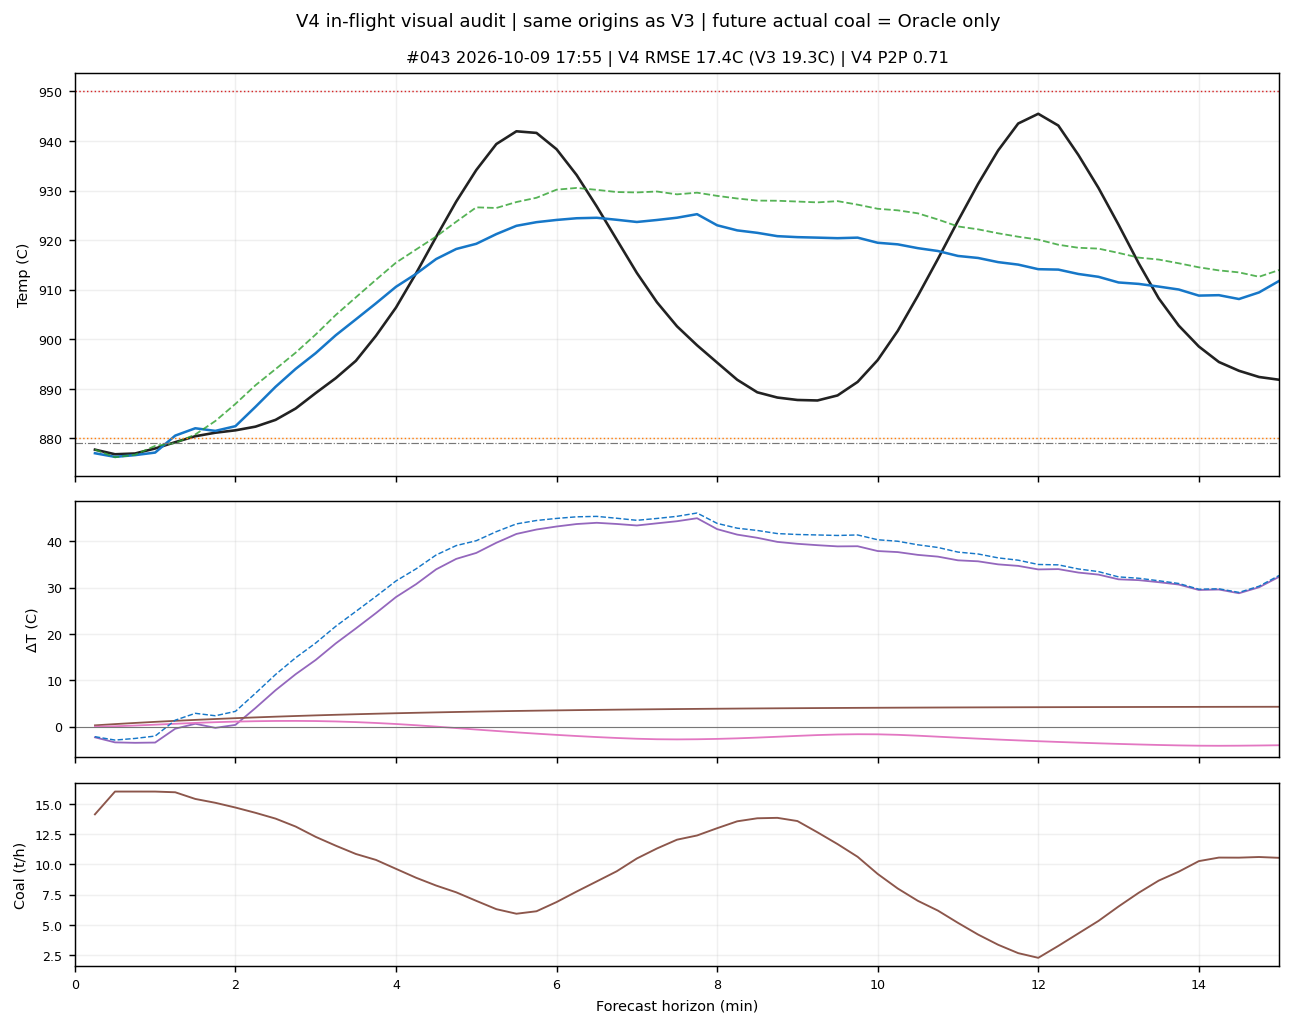 V4 in-flight visual audit | same origins as V3 | future actual coal = Oracle only
#043 2026-10-09 17:55 | V4 RMSE 17.4C (V3 19.3C) | V4 P2P 0.71
950
940
930
920
910
900
890
880
Temp (C)
40
30
20
10
0
ΔT (C)
15.0
12.5
10.0
7.5
5.0
2.5
Coal (t/h)
0 2 4 6 8 10 12 14
Forecast horizon (min)